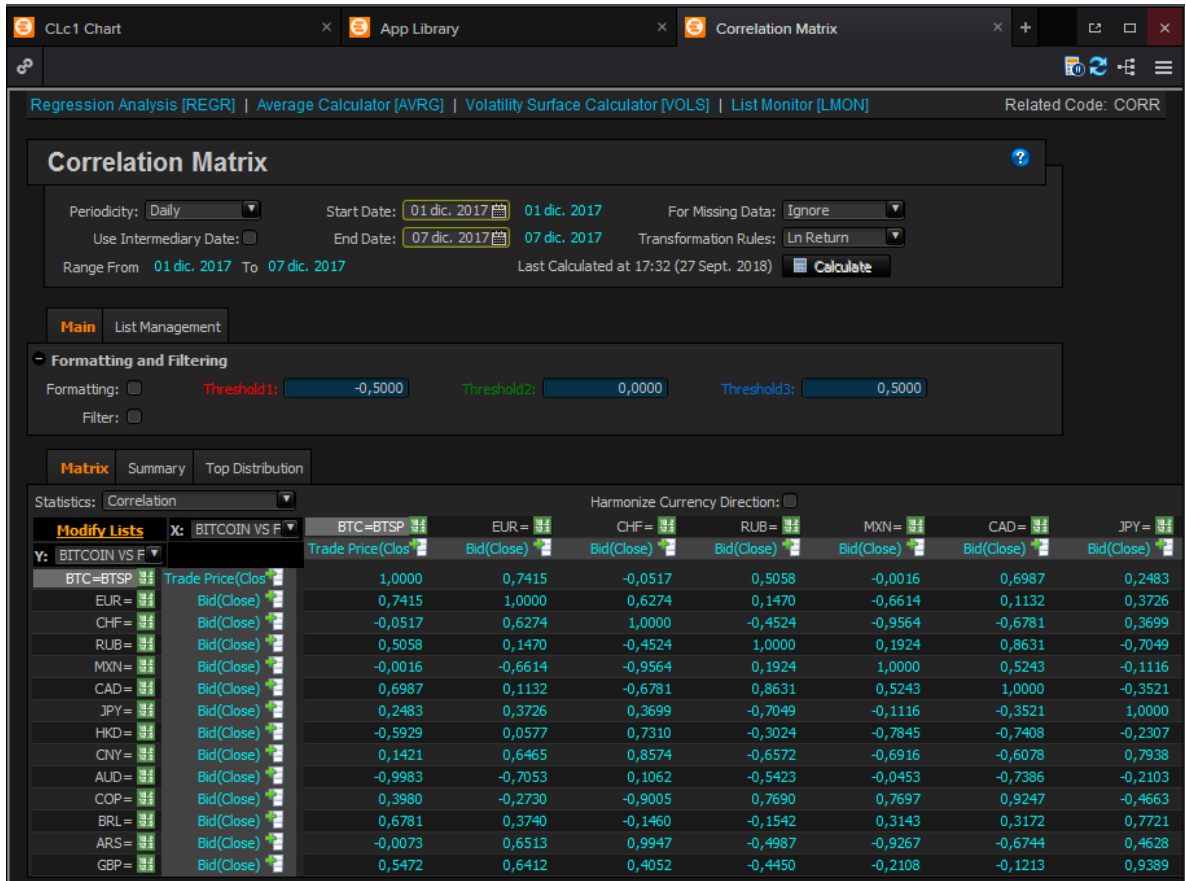 CLc1 Chart App Library Correlation Matrix
Regression Analysis [REGR] | Average Calculator [AVRG] | Volatility Surface Calculator [VOLS] | List Monitor [LMON] Related Code: CORR
Correlation Matrix
Periodicity: Daily Start Date: 01 dic. 2017 01 dic. 2017 For Missing Data: Ignore
Use Intermediary Date: End Date: 07 dic. 2017 07 dic. 2017 Transformation Rules: Ln Return
Range From 01 dic. 2017 To 07 dic. 2017 Last Calculated at 17:32 (27 Sept. 2018) Calculate
Main List Management
Formatting and Filtering
Formatting: Threshold1: -0,5000 Threshold2: 0,0000 Threshold3: 0,5000
Filter:
Matrix Summary Top Distribution
Statistics: Correlation Harmonize Currency Direction:
Modify Lists X: BITCOIN VS F BTC=BTSP EUR= CHF= RUB= MXN= CAD= JPY=
Y: BITCOIN VS F Trade Price(Clos Bid(Close) Bid(Close) Bid(Close) Bid(Close) Bid(Close) Bid(Close)
BTC=BTSP Trade Price(Clos 1,0000 0,7415 -0,0517 0,5058 -0,0016 0,6987 0,2483
EUR= Bid(Close) 0,7415 1,0000 0,6274 0,1470 -0,6614 0,1132 0,3726
CHF= Bid(Close) -0,0517 0,6274 1,0000 -0,4524 -0,9564 -0,6781 0,3699
RUB= Bid(Close) 0,5058 0,1470 -0,4524 1,0000 0,1924 0,8631 -0,7049
MXN= Bid(Close) -0,0016 -0,6614 -0,9564 0,1924 1,0000 0,5243 -0,1116
CAD= Bid(Close) 0,6987 0,1132 -0,6781 0,8631 0,5243 1,0000 -0,3521
JPY= Bid(Close) 0,2483 0,3726 0,3699 -0,7049 -0,1116 -0,3521 1,0000
HKD= Bid(Close) -0,5929 0,0577 0,7310 -0,3024 -0,7845 -0,7408 -0,2307
CNY= Bid(Close) 0,1421 0,6465 0,8574 -0,6572 -0,6916 -0,6078 0,7938
AUD= Bid(Close) -0,9983 -0,7053 0,1062 -0,5423 -0,0453 -0,7386 -0,2103
COP= Bid(Close) 0,3980 -0,2730 -0,9005 0,7690 0,7697 0,9247 -0,4663
BRL= Bid(Close) 0,6781 0,3740 -0,1460 -0,1542 0,3143 0,3172 0,7721
ARS= Bid(Close) -0,0073 0,6513 0,9947 -0,4987 -0,9267 -0,6744 0,4628
GBP= Bid(Close) 0,5472 0,6412 0,4052 -0,4450 -0,2108 -0,1213 0,9389